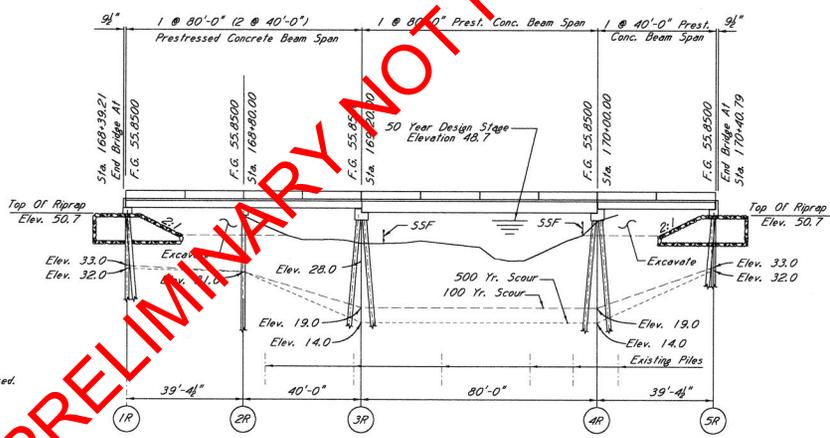 9½"
1 @ 80'-0" (2 @ 40'-0")
Prestressed Concrete Beam Span
1 @ 80'-0" Prest. Conc. Beam Span
1 @ 40'-0" Prest.
Conc. Beam Span
9½"
Sta. 168+39.21
End Bridge A1
F.G. 55.8500
F.G. 55.8500
Sta. 168+80.00
F.G. 55.85
Sta. 169+20.00
50 Year Design Stage
Elevation 48.7
F.G. 55.8500
Sta. 170+00.00
F.G. 55.8500
End Bridge A1
Sta. 170+40.79
Top Of Riprap
Elev. 50.7
2:1
SSF
SSF
2:1
Top Of Riprap
Elev. 50.7
Excavate
Excavate
Elev. 33.0
Elev. 32.0
31.0
Elev. 28.0
500 Yr. Scour
100 Yr. Scour
Elev. 33.0
Elev. 32.0
Elev. 19.0
Elev. 14.0
Elev. 19.0
Elev. 14.0
Existing Piles
39'-4½"
40'-0"
80'-0"
39'-4½"
1R
2R
3R
4R
5R
PRELIMINARY NOT